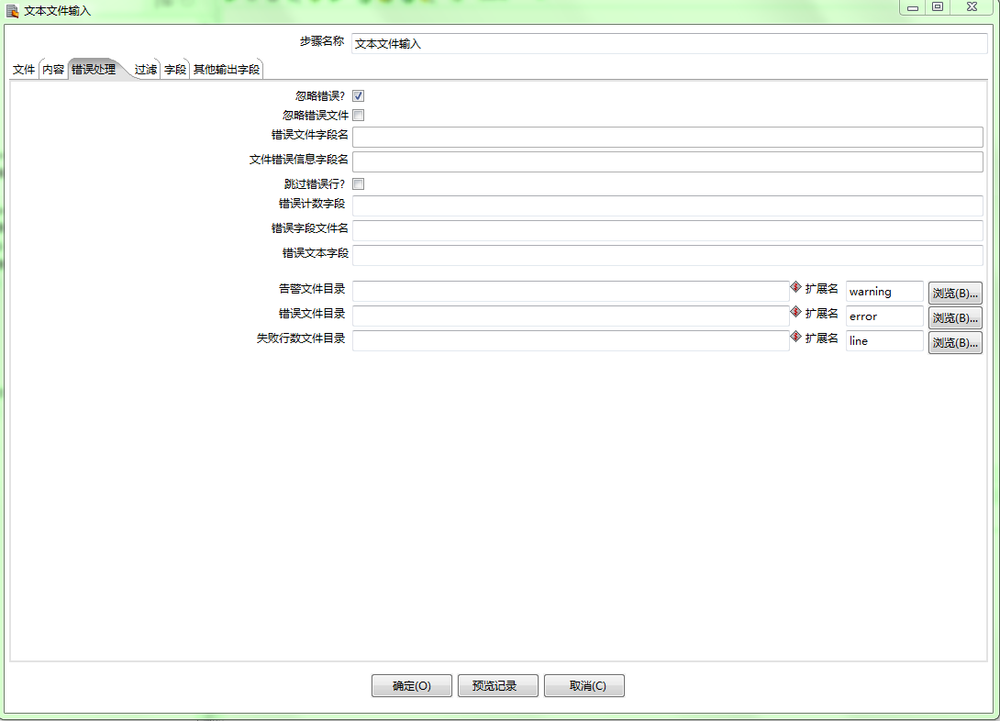 文本文件输入
步骤名称 文本文件输入
文件 内容 错误处理 过滤 字段 其他输出字段
忽略错误?
忽略错误文件
错误文件字段名
文件错误信息字段名
跳过错误行?
错误计数字段
错误字段文件名
错误文本字段
告警文件目录 扩展名 warning 浏览(B)...
错误文件目录 扩展名 error 浏览(B)...
失败行数文件目录 扩展名 line 浏览(B)...
确定(O) 预览记录 取消(C)